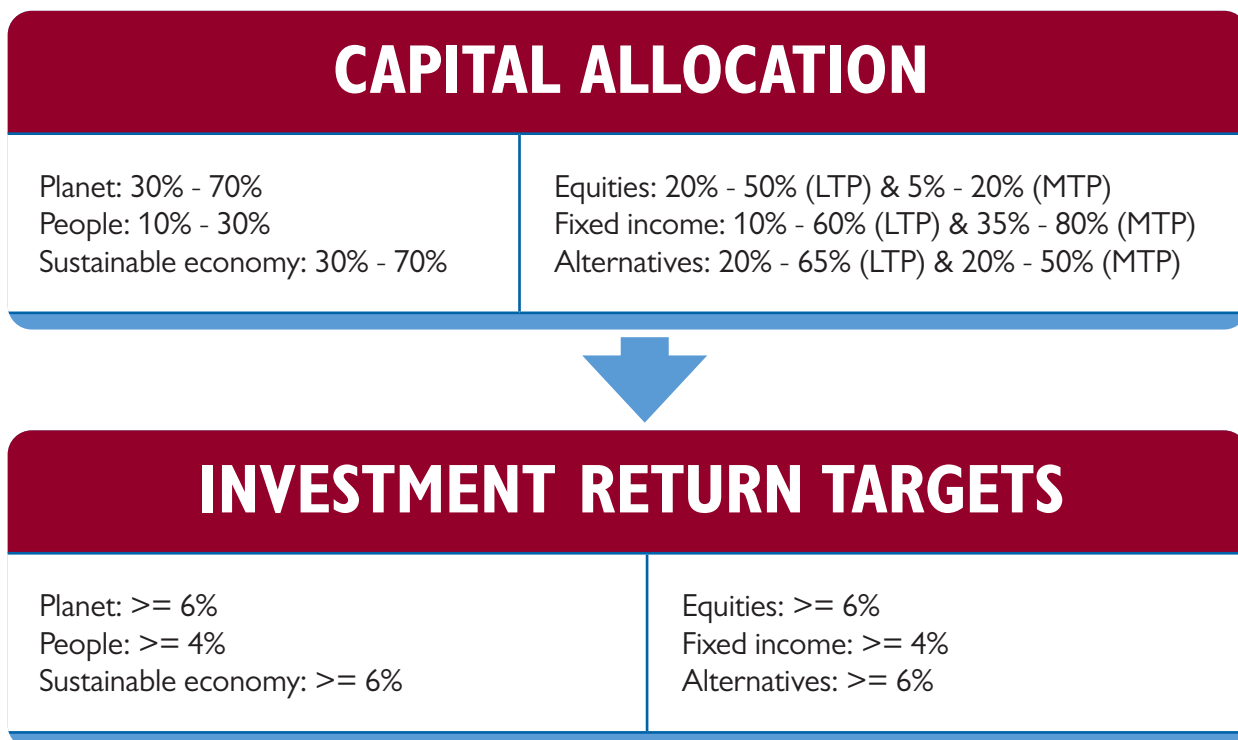 CAPITAL ALLOCATION
Planet: 30% - 70%
People: 10% - 30%
Sustainable economy: 30% - 70%
Equities: 20% - 50% (LTP) & 5% - 20% (MTP)
Fixed income: 10% - 60% (LTP) & 35% - 80% (MTP)
Alternatives: 20% - 65% (LTP) & 20% - 50% (MTP)
INVESTMENT RETURN TARGETS
Planet: >= 6%
People: >= 4%
Sustainable economy: >= 6%
Equities: >= 6%
Fixed income: >= 4%
Alternatives: >= 6%